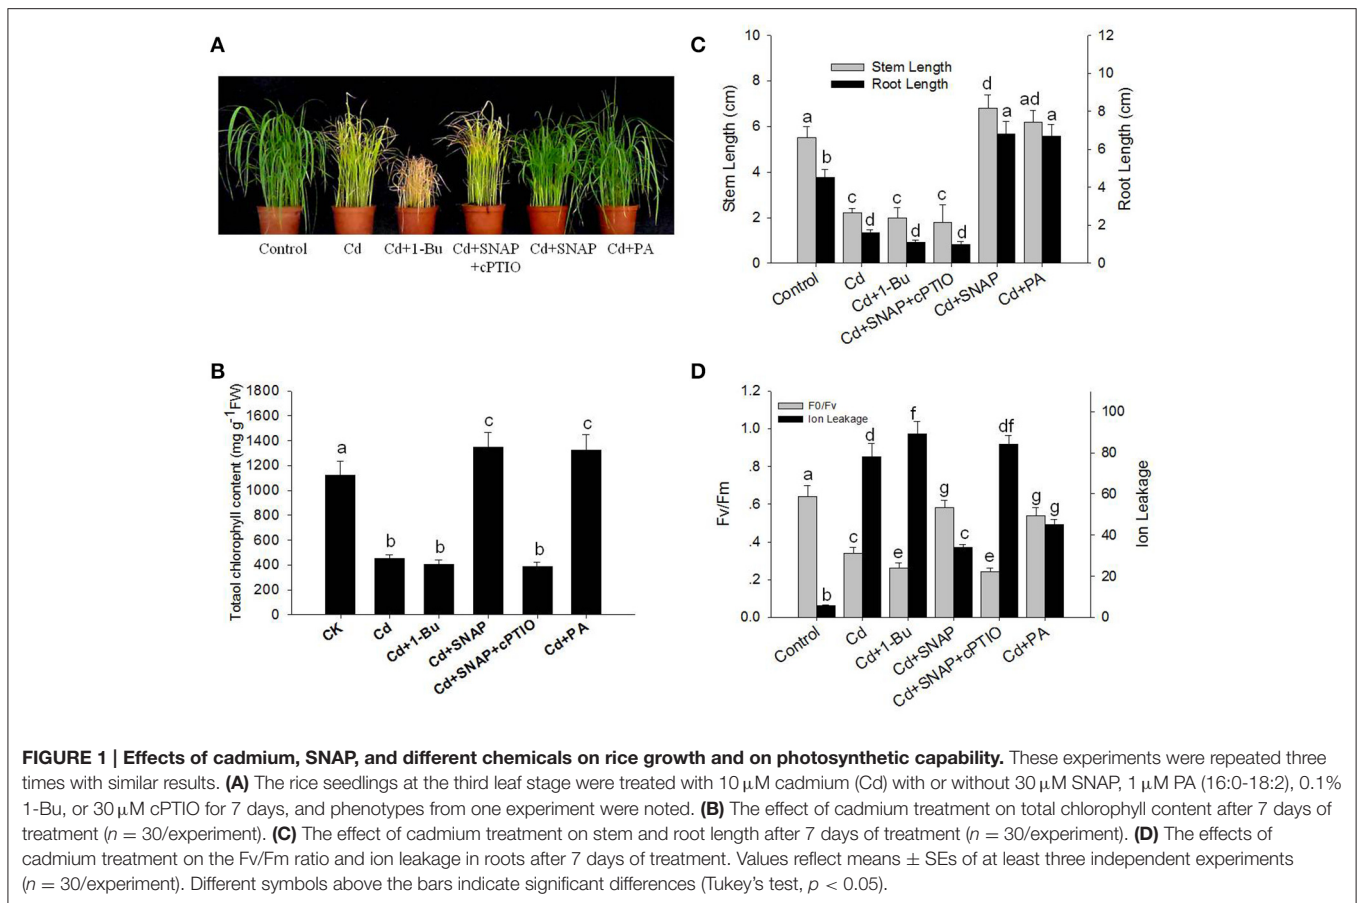 A
Control
Cd
Cd+1-Bu
Cd+SNAP
+cPTIO
Cd+SNAP
Cd+PA
C
10
8
6
4
2
0
Stem Length (cm)
Stem Length
Root Length
a
b
c
d
c
d
c
d
d
a
ad
a
12
10
8
6
4
2
0
Root Length (cm)
Control
Cd
Cd+1-Bu
Cd+SNAP+cPTIO
Cd+SNAP
Cd+PA
B
1800
1600
1400
1200
1000
800
600
400
200
0
Totaol chlorophyll content (mg g-1FW)
a
b
b
c
b
c
CK
Cd
Cd+1-Bu
Cd+SNAP
Cd+SNAP+cPTIO
Cd+PA
D
1.2
1.0
.8
.6
.4
.2
0.0
Fv/Fm
F0/Fv
Ion Leakage
a
b
c
d
e
f
g
c
e
df
g
g
100
80
60
40
20
0
Ion Leakage
Control
Cd
Cd+1-Bu
Cd+SNAP
Cd+SNAP+cPTIO
Cd+PA
FIGURE 1 | Effects of cadmium, SNAP, and different chemicals on rice growth and on photosynthetic capability. These experiments were repeated three
times with similar results. (A) The rice seedlings at the third leaf stage were treated with 10 μM cadmium (Cd) with or without 30 μM SNAP, 1 μM PA (16:0-18:2), 0.1%
1-Bu, or 30 μM cPTIO for 7 days, and phenotypes from one experiment were noted. (B) The effect of cadmium treatment on total chlorophyll content after 7 days of
treatment (n = 30/experiment). (C) The effect of cadmium treatment on stem and root length after 7 days of treatment (n = 30/experiment). (D) The effects of
cadmium treatment on the Fv/Fm ratio and ion leakage in roots after 7 days of treatment. Values reflect means ± SEs of at least three independent experiments
(n = 30/experiment). Different symbols above the bars indicate significant differences (Tukey's test, p < 0.05).